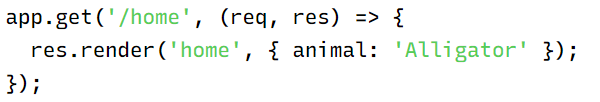 app.get('/home', (req, res) => {
  res.render('home', { animal: 'Alligator' });
});